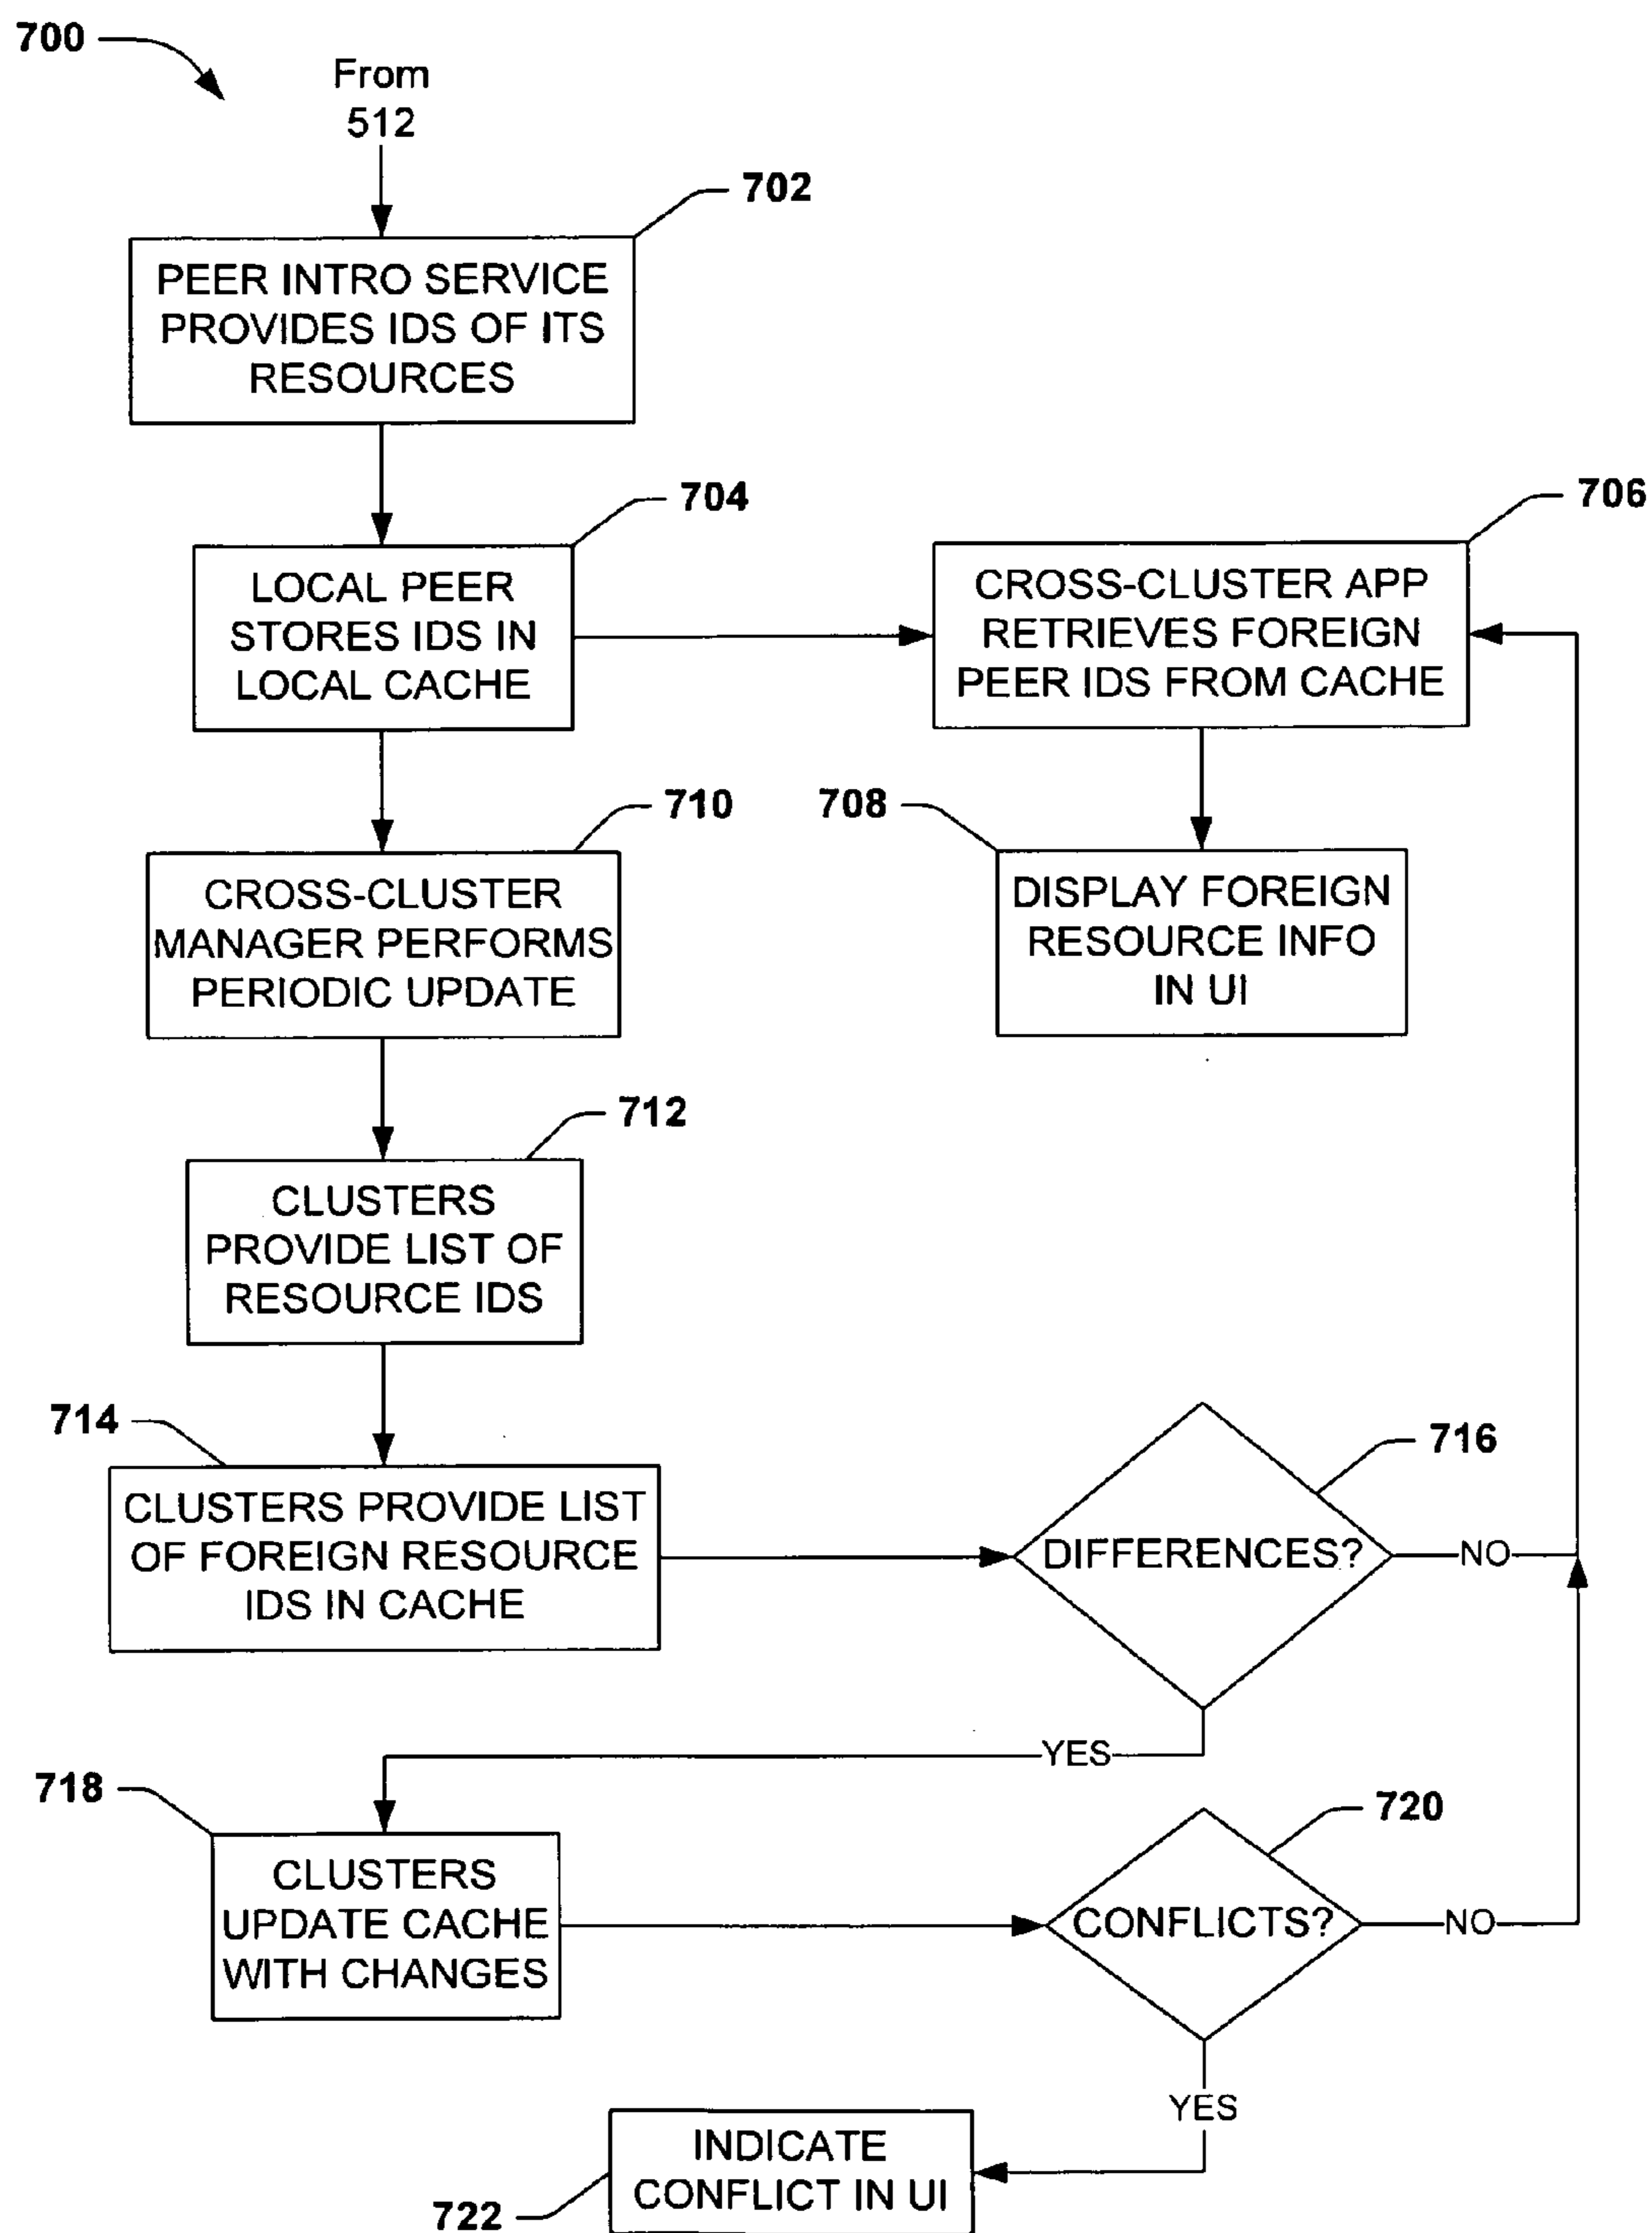 700
From
512
702
PEER INTRO SERVICE
PROVIDES IDS OF ITS
RESOURCES
704
LOCAL PEER
STORES IDS IN
LOCAL CACHE
706
CROSS-CLUSTER APP
RETRIEVES FOREIGN
PEER IDS FROM CACHE
710
CROSS-CLUSTER
MANAGER PERFORMS
PERIODIC UPDATE
708
DISPLAY FOREIGN
RESOURCE INFO
IN UI
712
CLUSTERS
PROVIDE LIST OF
RESOURCE IDS
714
CLUSTERS PROVIDE LIST
OF FOREIGN RESOURCE
IDS IN CACHE
716
DIFFERENCES?
NO
YES
718
CLUSTERS
UPDATE CACHE
WITH CHANGES
720
CONFLICTS?
NO
YES
INDICATE
CONFLICT IN UI
722